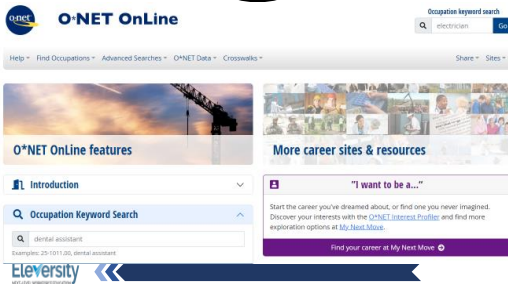 o*net
O*NET OnLine
Occupation keyword search
electrician
Go
Help
Find Occupations
Advanced Searches
O*NET Data
Crosswalks
Share
Sites
O*NET OnLine features
More career sites & resources
Introduction
Occupation Keyword Search
dental assistant
Examples: 25-1011.00, dental assistant
"I want to be a..."
Start the career you've dreamed about, or find one you never imagined.
Discover your interests with the O*NET Interest Profiler and find more
exploration options at My Next Move.
Find your career at My Next Move
Eleversity